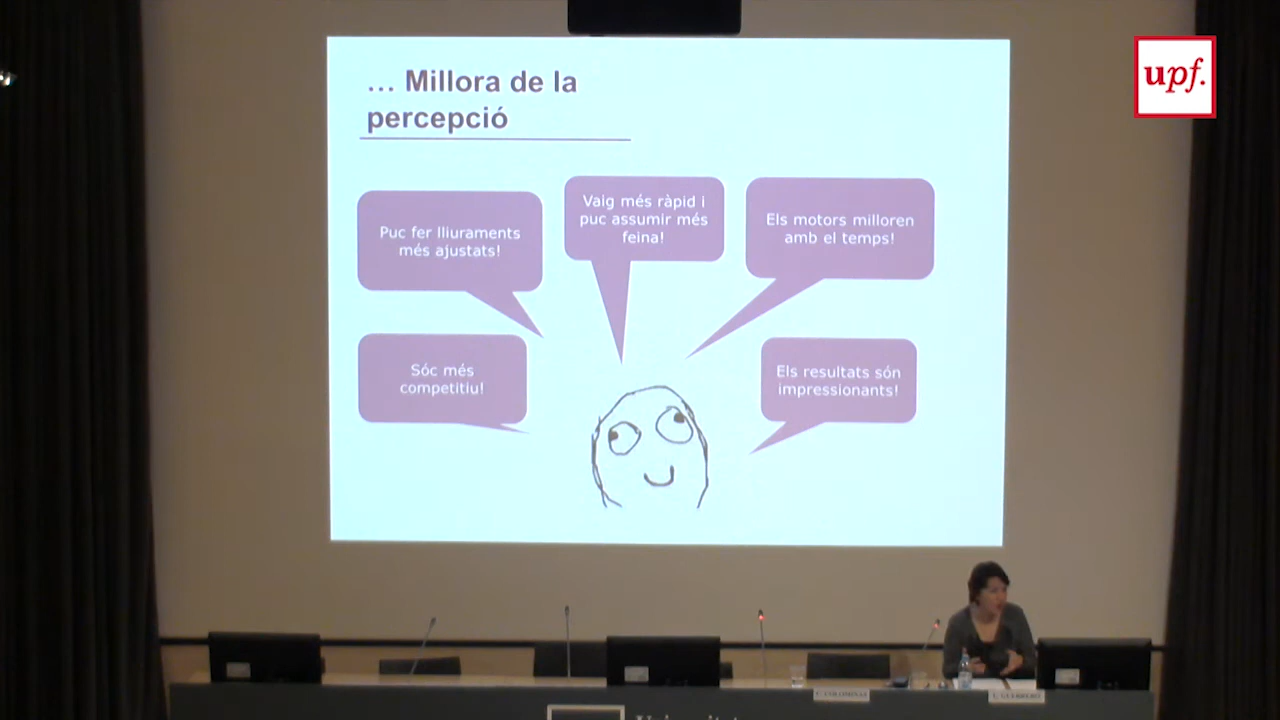 … Millora de la
percepció
upf.
Puc fer lliuraments
més ajustats!
Vaig més ràpid i
puc assumir més
feina!
Els motors milloren
amb el temps!
Sóc més
competitiu!
Els resultats són
impressionants!